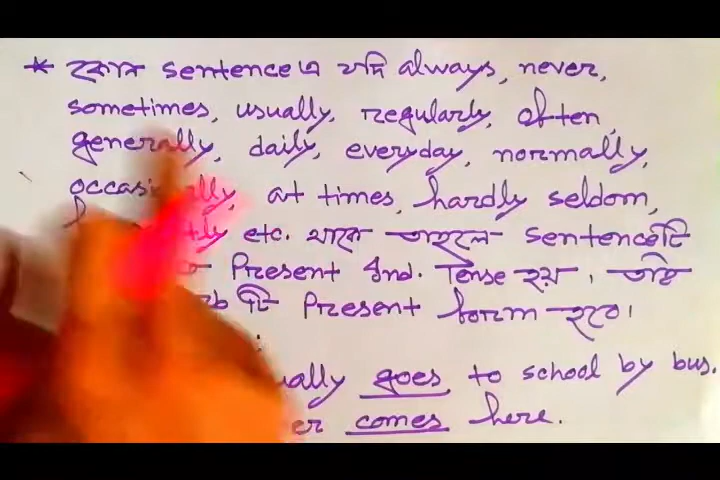 * কোন sentence এ যদি always, never,
sometimes, usually, regularly, often,
generally, daily, everyday, normally,
at times, hardly seldom,
etc. থাকে তাহলে sentence টি
Present Ind. Tense হয়। তাই
টি Present form হবে।
goes to school by bus.
comes here.